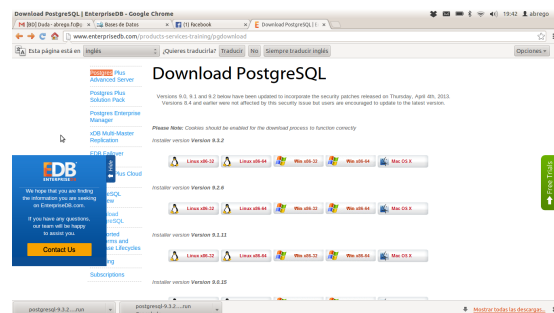 Download PostgreSQL | EnterpriseDB - Google Chrome
19:42 abrego
[BD] Duda - abrego.fc@g
Bases de Datos
(1) Facebook
Download PostgreSQL | E
www.enterprisedb.com/products-services-training/pgdownload
Esta página está en inglés ¿Quieres traducirla? Traducir No Siempre traducir inglés Opciones
Postgres Plus
Advanced Server
Postgres Plus
Solution Pack
Postgres Enterprise
Manager
xDB Multi-Master
Replication
EDB Failover
Plus Cloud
Lifecycles
Subscriptions
Download PostgreSQL
Versions 9.0, 9.1 and 9.2 below have been updated to incorporate the security patches released on Thursday, April 4th, 2013.
Versions 8.4 and earlier were not affected by this security issue but users are encouraged to update to the latest version.
Please Note: Cookies should be enabled for the download process to function correctly
Installer version Version 9.3.2
Linux x86-32 Linux x86-64 Win x86-32 Win x86-64 Mac OS X
Installer version Version 9.2.6
Linux x86-32 Linux x86-64 Win x86-32 Win x86-64 Mac OS X
Installer version Version 9.1.11
Linux x86-32 Linux x86-64 Win x86-32 Win x86-64 Mac OS X
Installer version Version 9.0.15
EDB
ENTERPRISEDB
Hide
We hope that you are finding
the information you are seeking
on EnterpriseDB.com.
If you have any questions,
our team will be happy
to assist you.
Contact Us
Free Trials
postgresql-9.3.2....run
postgresql-9.3.2....run
Mostrar todas las descargas...